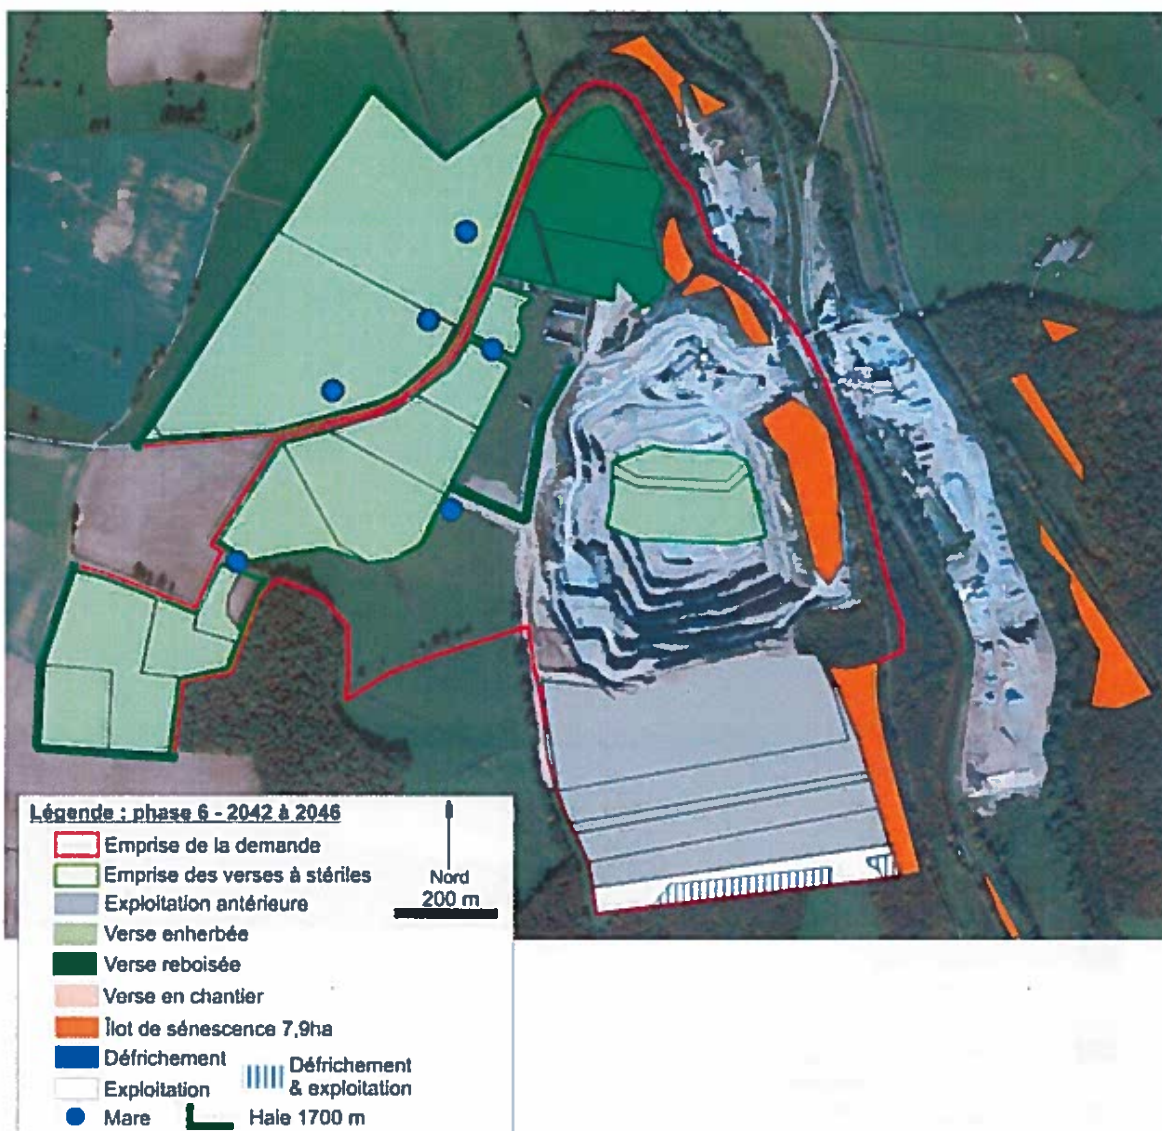 Légende : phase 6 - 2042 à 2046
Emprise de la demande
Emprise des verses à stériles
Exploitation antérieure
Verse enherbée
Verse reboisée
Verse en chantier
Îlot de sénescence 7,9ha
Défrichement
Exploitation
Défrichement
& exploitation
Mare
Haie 1700 m
Nord
200 m